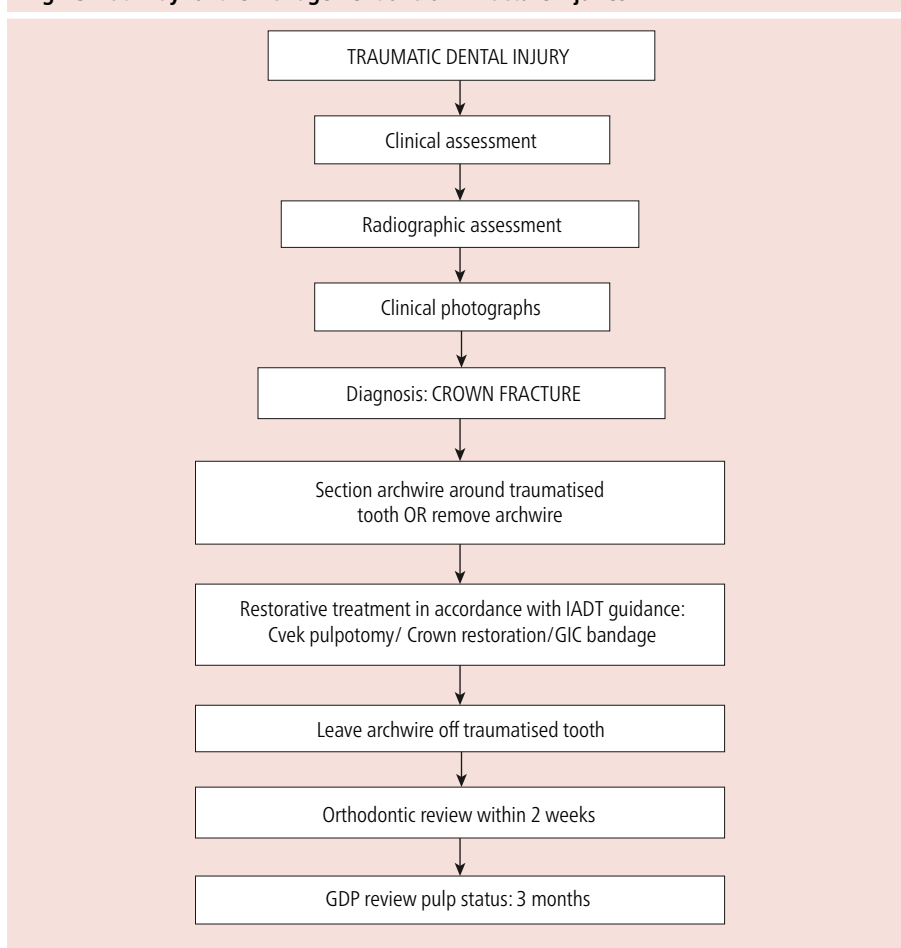 TRAUMATIC DENTAL INJURY
Clinical assessment
Radiographic assessment
Clinical photographs
Diagnosis: CROWN FRACTURE
Section archwire around traumatised
tooth OR remove archwire
Restorative treatment in accordance with IADT guidance:
Cvek pulpotomy/ Crown restoration/GIC bandage
Leave archwire off traumatised tooth
Orthodontic review within 2 weeks
GDP review pulp status: 3 months